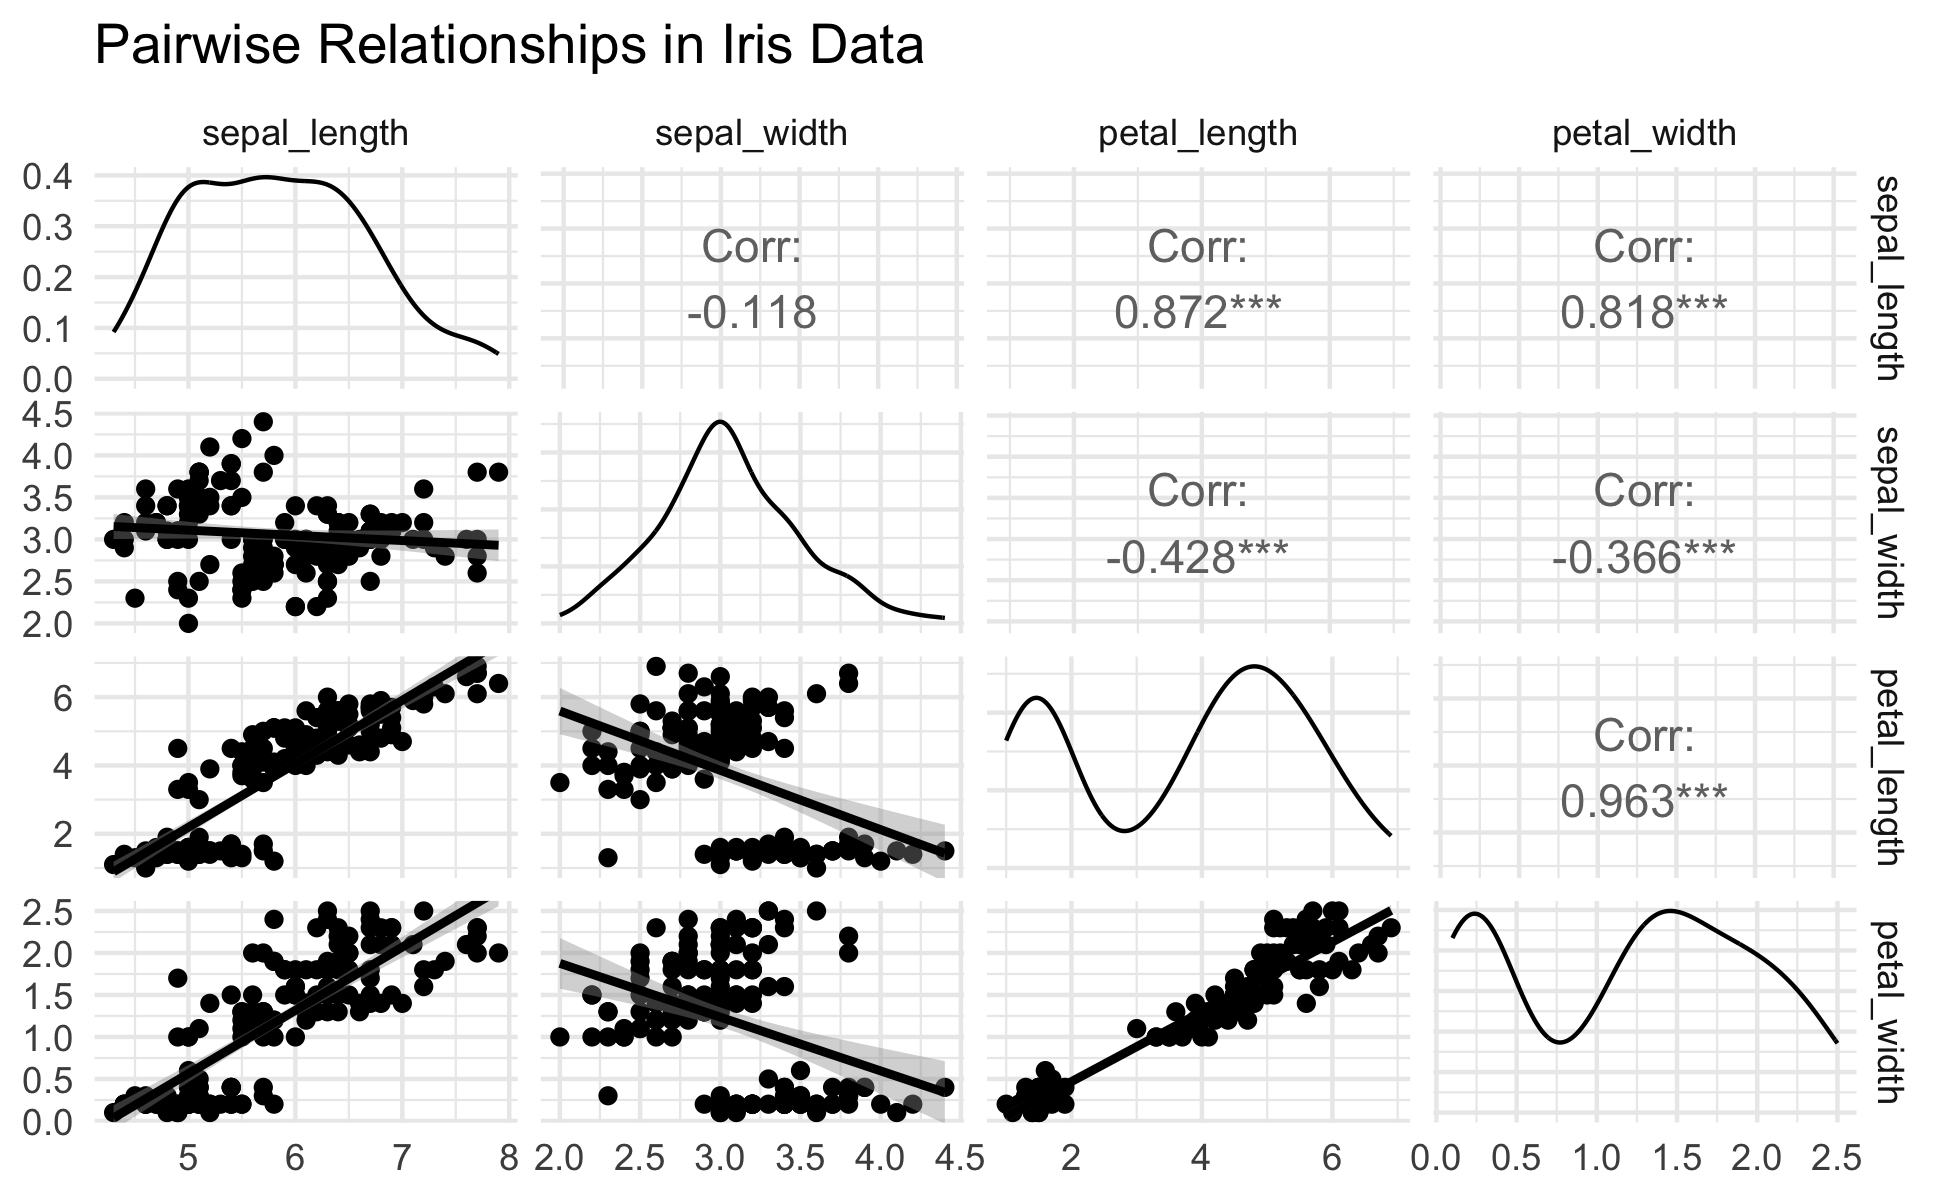 Pairwise Relationships in Iris Data
sepal_length sepal_width petal_length petal_width
0.4
0.3
0.2
0.1
0.0
Corr:
-0.118
Corr:
0.872***
Corr:
0.818***
sepal_length
4.5
4.0
3.5
3.0
2.5
2.0
Corr:
-0.428***
Corr:
-0.366***
sepal_width
6
4
2
Corr:
0.963***
petal_length
2.5
2.0
1.5
1.0
0.5
0.0
petal_width
5 6 7 8 2.0 2.5 3.0 3.5 4.0 4.5 2 4 6 0.0 0.5 1.0 1.5 2.0 2.5